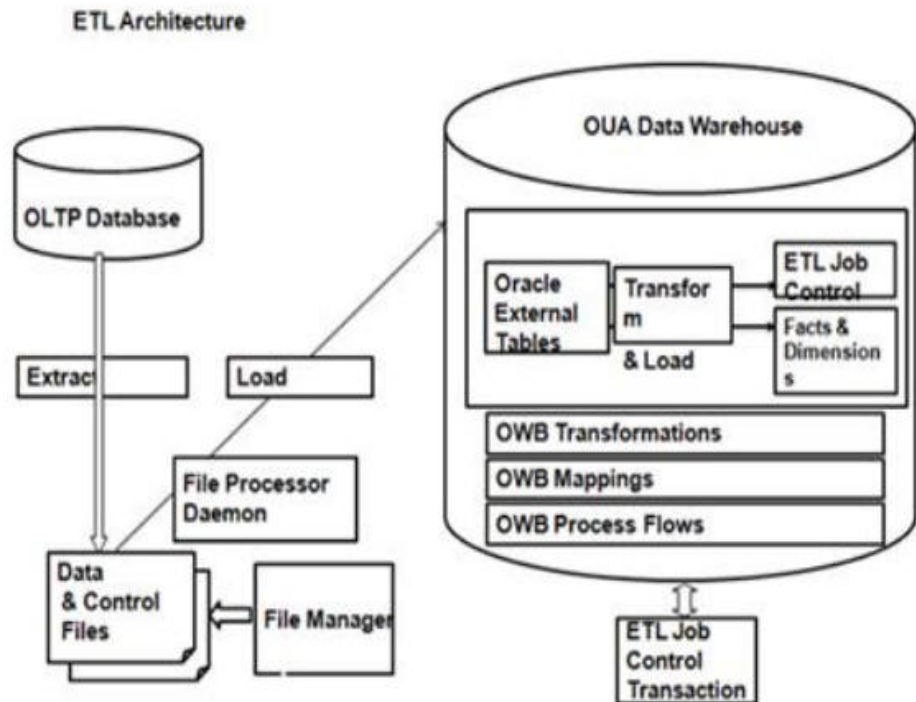 ETL Architecture
OUA Data Warehouse
OLTP Database
Oracle
External
Tables
Transfor
m
& Load
ETL Job
Control
Facts &
Dimension
s
Extract
Load
OWB Transformations
OWB Mappings
OWB Process Flows
File Processor
Daemon
Data
& Control
Files
File Manager
ETL Job
Control
Transaction